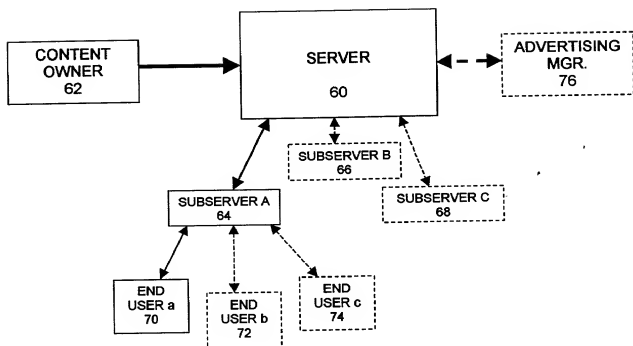 CONTENT
OWNER
62
SERVER
60
ADVERTISING
MGR.
76
SUBSERVER B
66
SUBSERVER C
68
SUBSERVER A
64
END
USER a
70
END
USER b
72
END
USER c
74